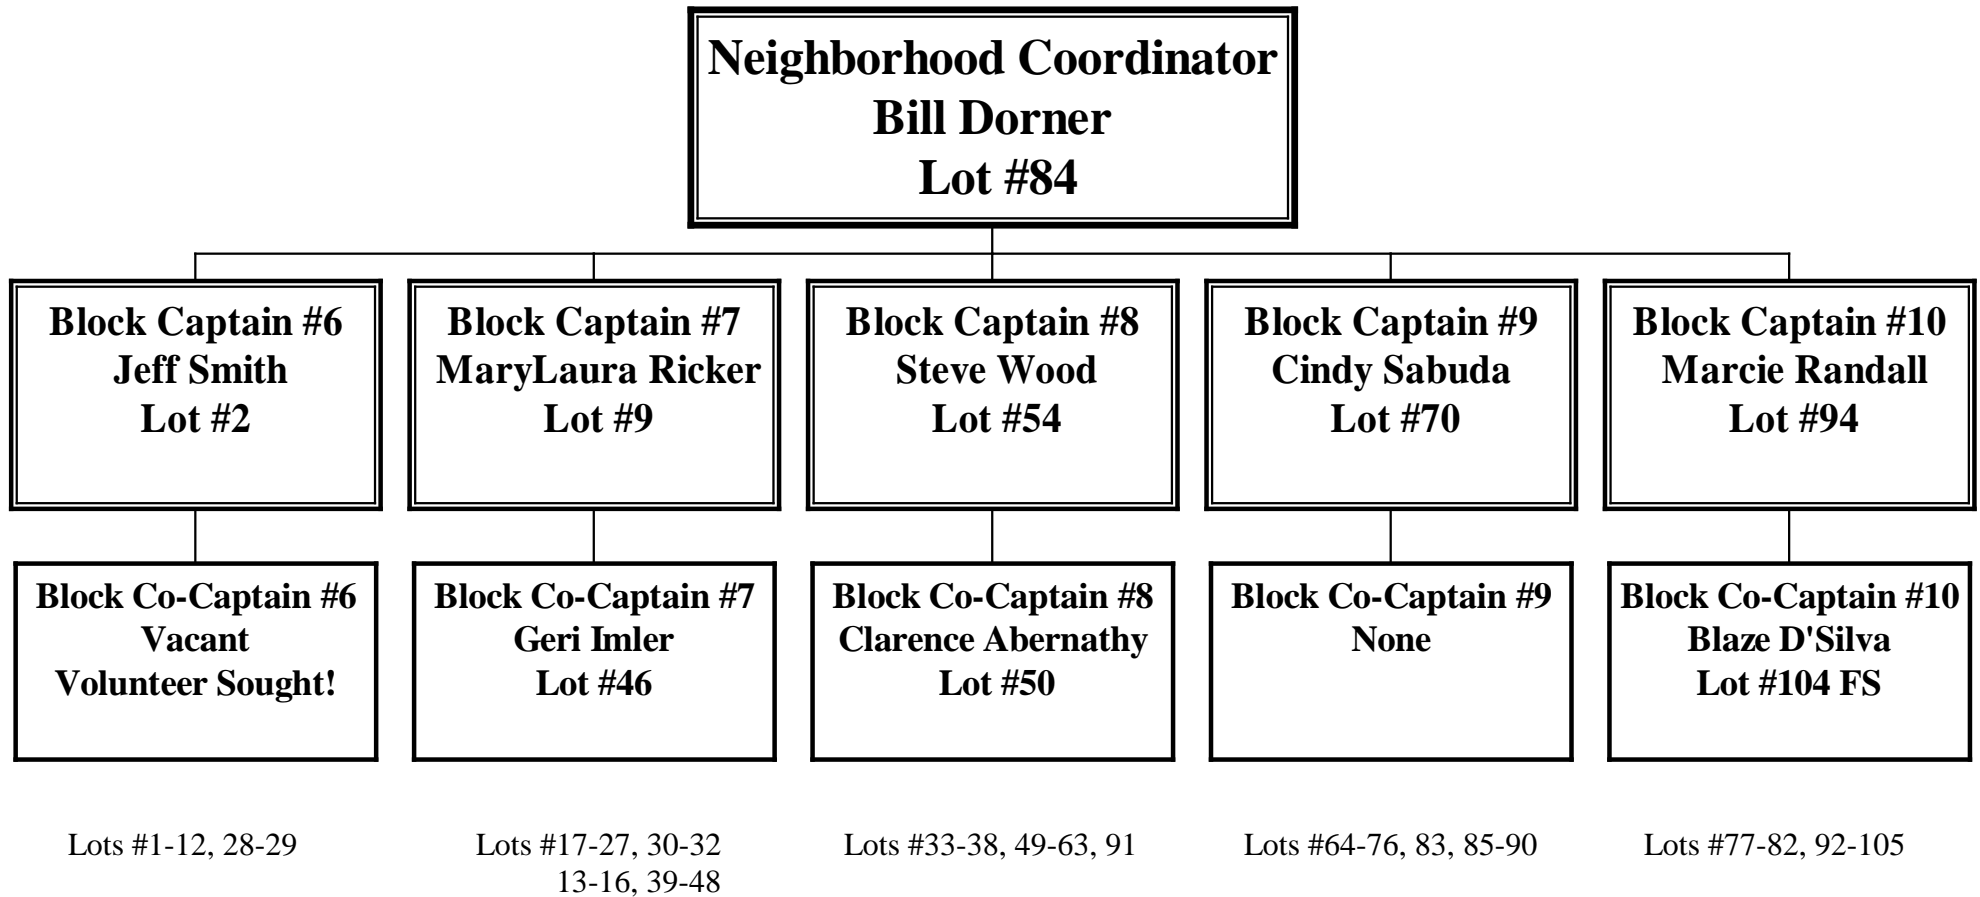 Neighborhood Coordinator
Bill Dorner
Lot #84
Block Captain #6
Jeff Smith
Lot #2
Block Captain #7
MaryLaura Ricker
Lot #9
Block Captain #8
Steve Wood
Lot #54
Block Captain #9
Cindy Sabuda
Lot #70
Block Captain #10
Marcie Randall
Lot #94
Block Co-Captain #6
Vacant
Volunteer Sought!
Block Co-Captain #7
Geri Imler
Lot #46
Block Co-Captain #8
Clarence Abernathy
Lot #50
Block Co-Captain #9
None
Block Co-Captain #10
Blaze D'Silva
Lot #104 FS
Lots #1-12, 28-29
Lots #17-27, 30-32
13-16, 39-48
Lots #33-38, 49-63, 91
Lots #64-76, 83, 85-90
Lots #77-82, 92-105